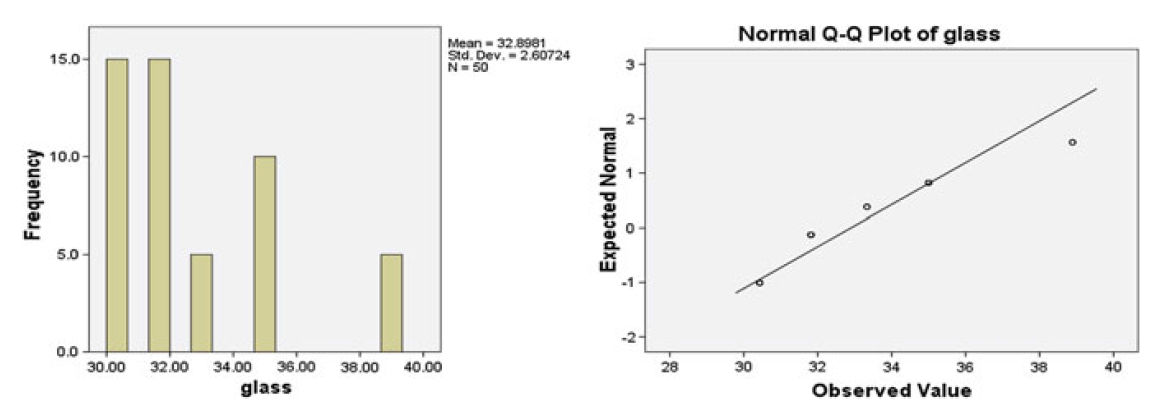 Mean = 32.8981
Std. Dev. = 2.60724
N = 50
15.0
10.0
5.0
0.0
Frequency
30.00 32.00 34.00 36.00 38.00 40.00
glass
Normal Q-Q Plot of glass
3
2
1
0
-1
-2
Expected Normal
28 30 32 34 36 38 40
Observed Value